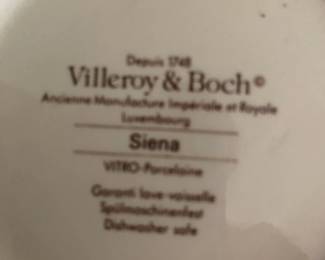 Depuis 1748
Villeroy & Boch©
Ancienne Manufacture Impériale et Royale
Luxembourg
Siena
VITRO-Porcelaine
Garanti lave-vaisselle
Spülmaschinenfest
Dishwasher safe